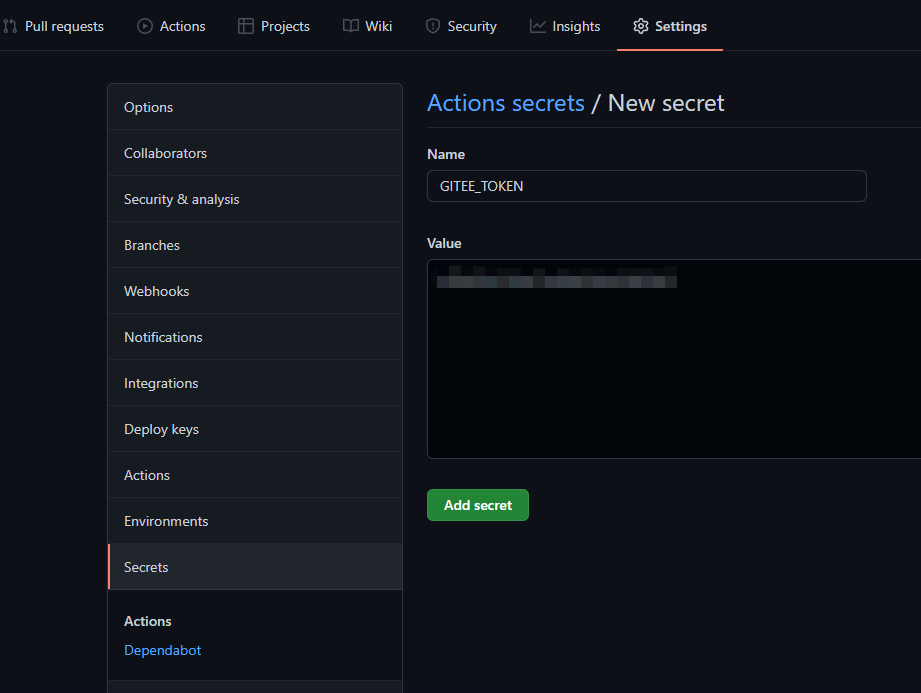 Pull requests Actions Projects Wiki Security Insights Settings
Options
Collaborators
Security & analysis
Branches
Webhooks
Notifications
Integrations
Deploy keys
Actions
Environments
Secrets
Actions
Dependabot
Actions secrets / New secret
Name
GITEE_TOKEN
Value
Add secret